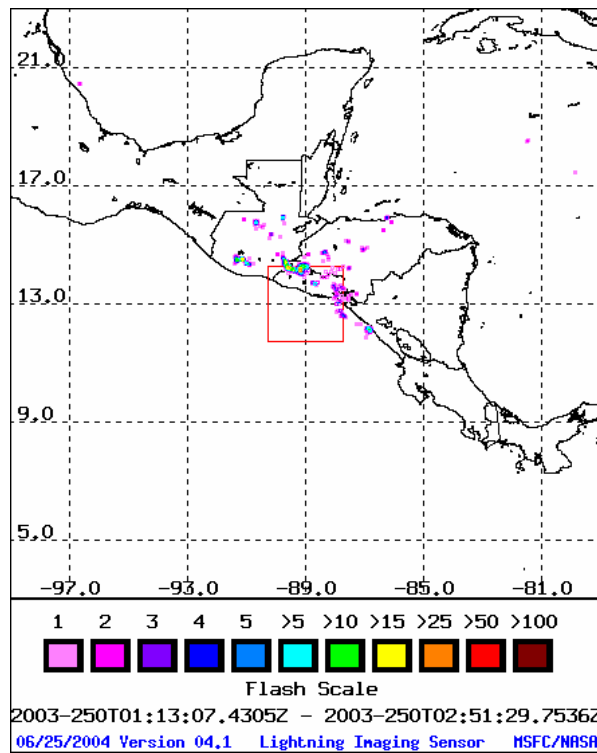 21.0
17.0
13.0
9.0
5.0
-97.0 -93.0 -89.0 -85.0 -81.0
1 2 3 4 5 >5 >10 >15 >25 >50 >100
Flash Scale
2003-250T01:13:07.4305Z - 2003-250T02:51:29.7536Z
06/25/2004 Version 04.1 Lightning Imaging Sensor MSFC/NASA